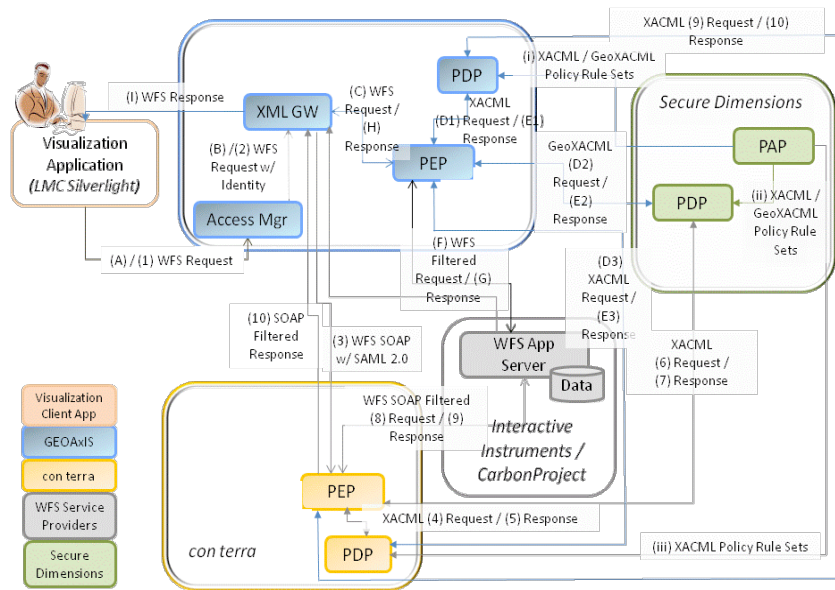 XACML (9) Request / (10)
Response
(i) XACML / GeoXACML
Policy Rule Sets
PDP
(I) WFS Response
(C) WFS
Request /
(H)
Response
XML GW
XACML
(D1) Request / (E1)
Response
Secure Dimensions
Visualization
Application
(LMC Silverlight)
(B) /(2) WFS
Request w/
Identity
PEP
GeoXACML
(D2)
Request /
(E2)
Response
PAP
PDP
(ii) XACML /
GeoXACML
Policy Rule
Sets
Access Mgr
(A) / (1) WFS Request
(F) WFS
Filtered
Request / (G)
Response
(D3)
XACML
Request /
(E3)
Response
(10) SOAP
Filtered
Response
(3) WFS SOAP
w/ SAML 2.0
WFS App
Server
Data
XACML
(6) Request /
(7) Response
WFS SOAP Filtered
(8) Request / (9)
Response
Interactive
Instruments /
CarbonProject
Visualization
Client App
GEOAxIS
con terra
WFS Service
Providers
Secure
Dimensions
PEP
XACML (4) Request / (5) Response
PDP
con terra
(iii) XACML Policy Rule Sets